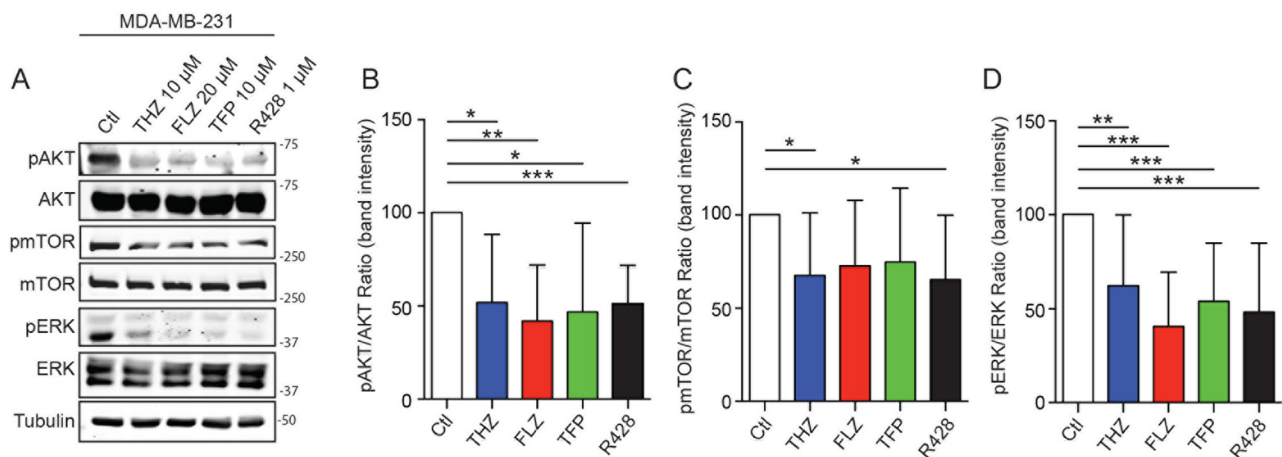 MDA-MB-231
A
Ctl
THZ 10 µM
FLZ 20 µM
TFP 10 µM
R428 1 µM
pAKT
-75
AKT
-75
pmTOR
-250
mTOR
-250
pERK
-37
ERK
-37
Tubulin
-50
B
pAKT/AKT Ratio (band intensity)
150
100
50
0
*
**
*
***
Ctl
THZ
FLZ
TFP
R428
C
pmTOR/mTOR Ratio (band intensity)
150
100
50
0
*
*
Ctl
THZ
FLZ
TFP
R428
D
pERK/ERK Ratio (band intensity)
150
100
50
0
**
***
***
***
Ctl
THZ
FLZ
TFP
R428